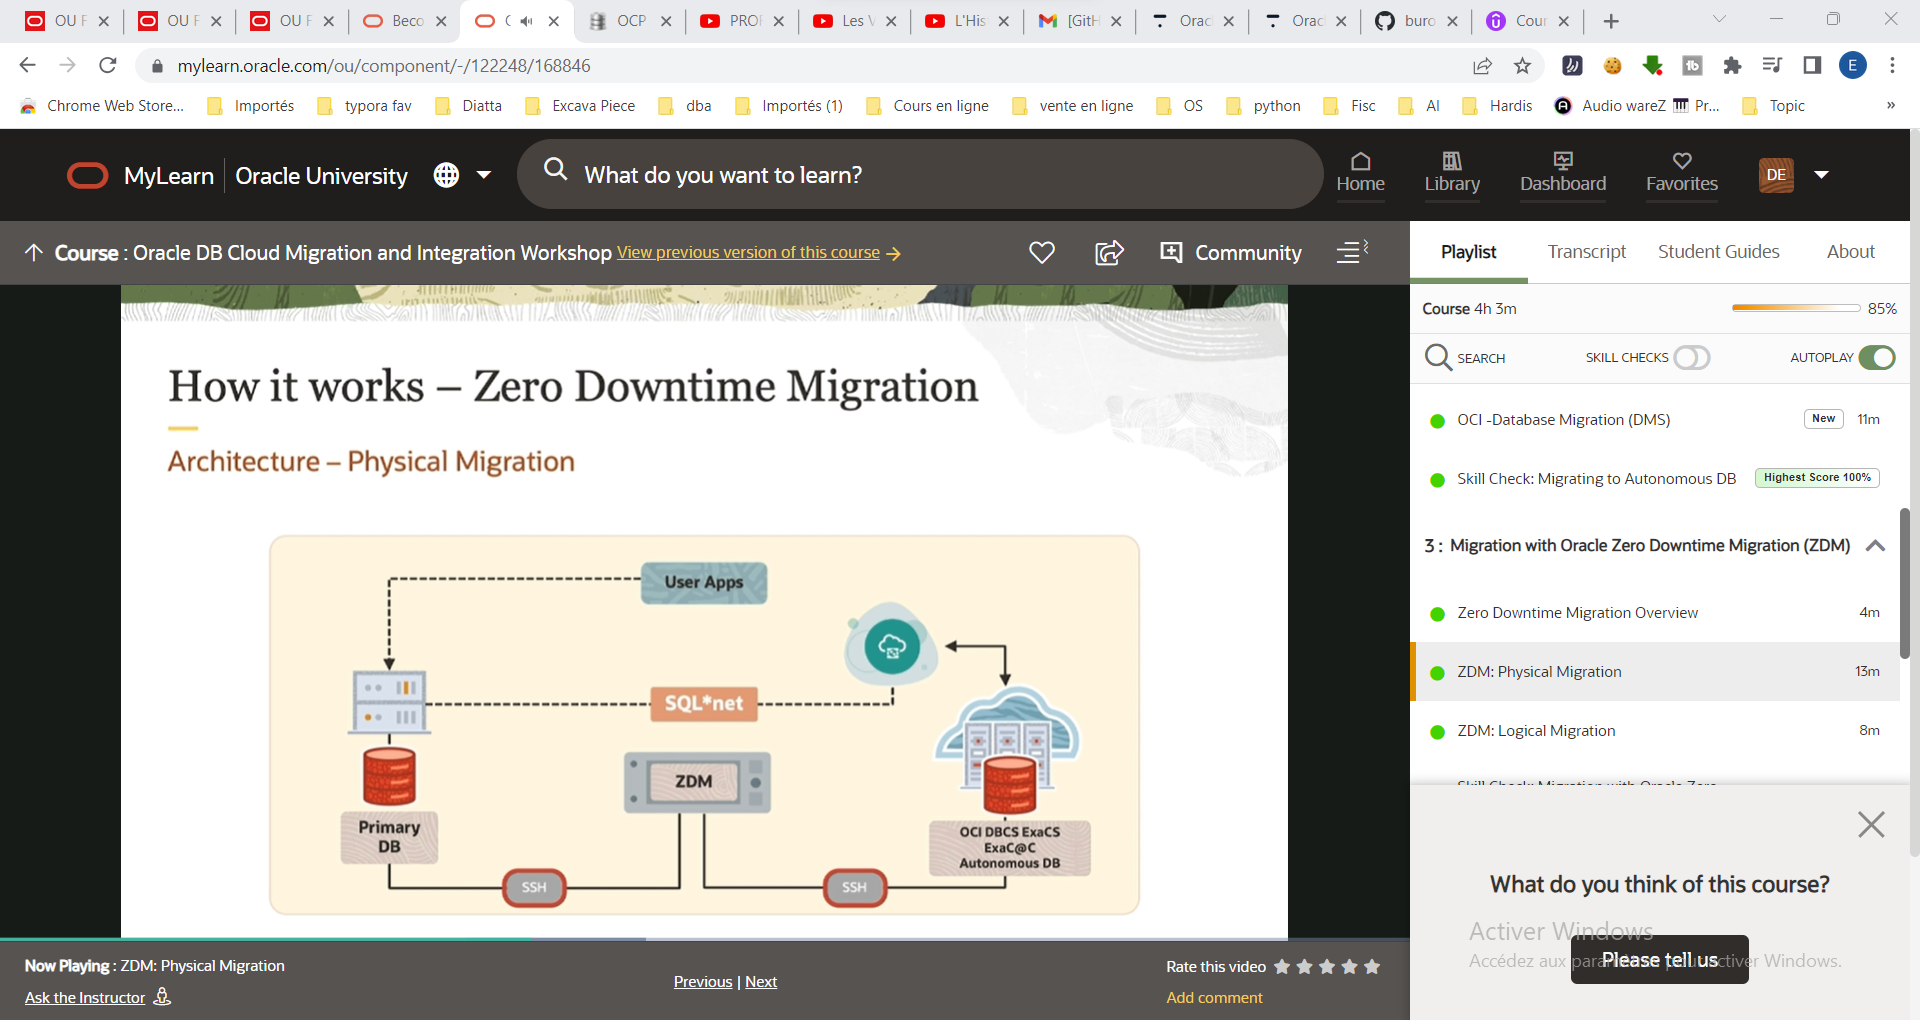 OU F
OU F
OU F
Beco
OCP
PROF
Les V
L'His
[GitH
Orac
Orac
buro
Cour
mylearn.oracle.com/ou/component/-/122248/168846
E
Chrome Web Store...
Importés
typora fav
Diatta
Excava Piece
dba
Importés (1)
Cours en ligne
vente en ligne
OS
python
Fisc
AI
Hardis
Audio wareZ
Pr...
Topic
»
MyLearn
Oracle University
What do you want to learn?
Home
Library
Dashboard
Favorites
DE
Course : Oracle DB Cloud Migration and Integration Workshop View previous version of this course
Community
Playlist
Transcript
Student Guides
About
Course 4h 3m
85%
SEARCH
SKILL CHECKS
AUTOPLAY
OCI -Database Migration (DMS)
New
11m
Skill Check: Migrating to Autonomous DB
Highest Score 100%
3 : Migration with Oracle Zero Downtime Migration (ZDM)
Zero Downtime Migration Overview
4m
ZDM: Physical Migration
13m
ZDM: Logical Migration
8m
Skill Check: Migration with Oracle Zero
How it works – Zero Downtime Migration
Architecture – Physical Migration
User Apps
SQL*net
ZDM
Primary
DB
OCI DBCS ExaCS
ExaC@C
Autonomous DB
SSH
SSH
What do you think of this course?
Activer Windows
Please tell us
Accédez aux paramètres pour activer Windows.
Now Playing : ZDM: Physical Migration
Ask the Instructor
Previous | Next
Rate this video
Add comment